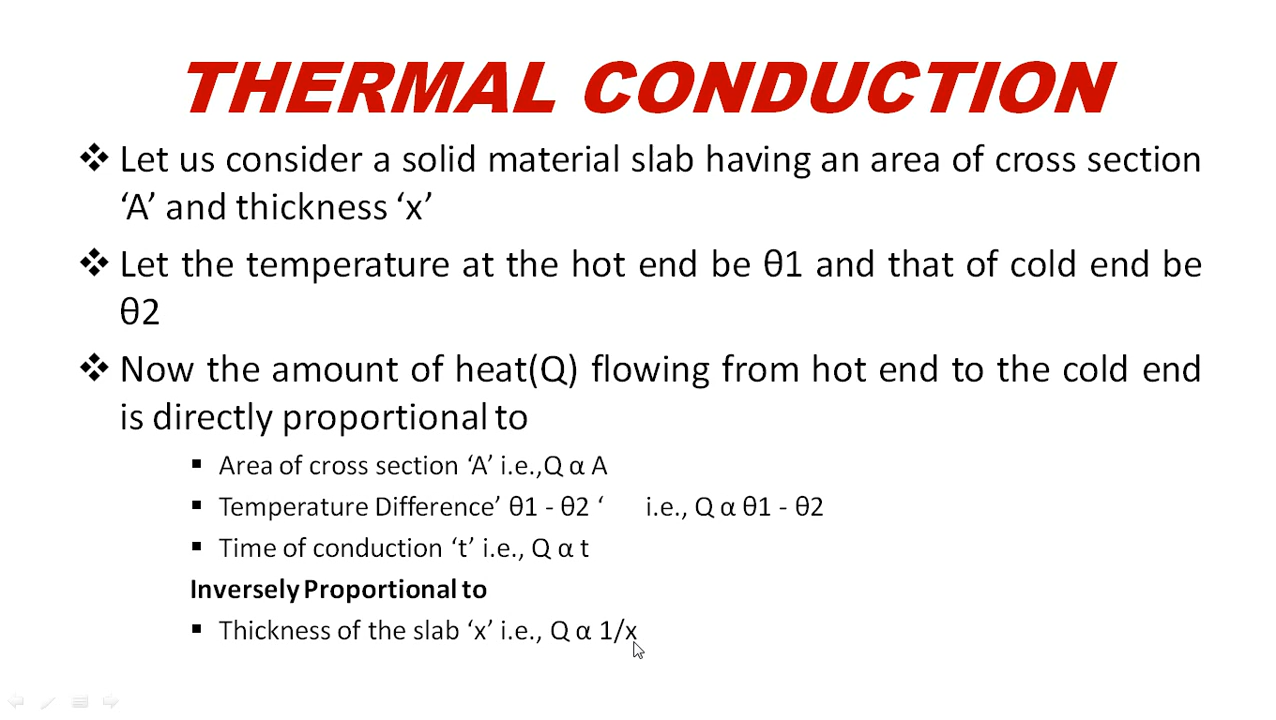 THERMAL CONDUCTION
❖ Let us consider a solid material slab having an area of cross section
‘A’ and thickness ‘x’
❖ Let the temperature at the hot end be θ1 and that of cold end be
θ2
❖ Now the amount of heat(Q) flowing from hot end to the cold end
is directly proportional to
▪ Area of cross section ‘A’ i.e.,Q α A
▪ Temperature Difference’ θ1 - θ2 ‘ i.e., Q α θ1 - θ2
▪ Time of conduction ‘t’ i.e., Q α t
Inversely Proportional to
▪ Thickness of the slab ‘x’ i.e., Q α 1/x